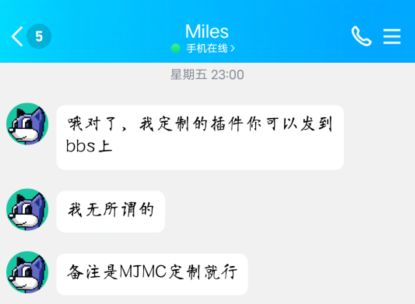 5
Miles
手机在线>
星期五 23:00
哦对了，我定制的插件你可以发到
bbs上
我无所谓的
备注是MJMC定制就行